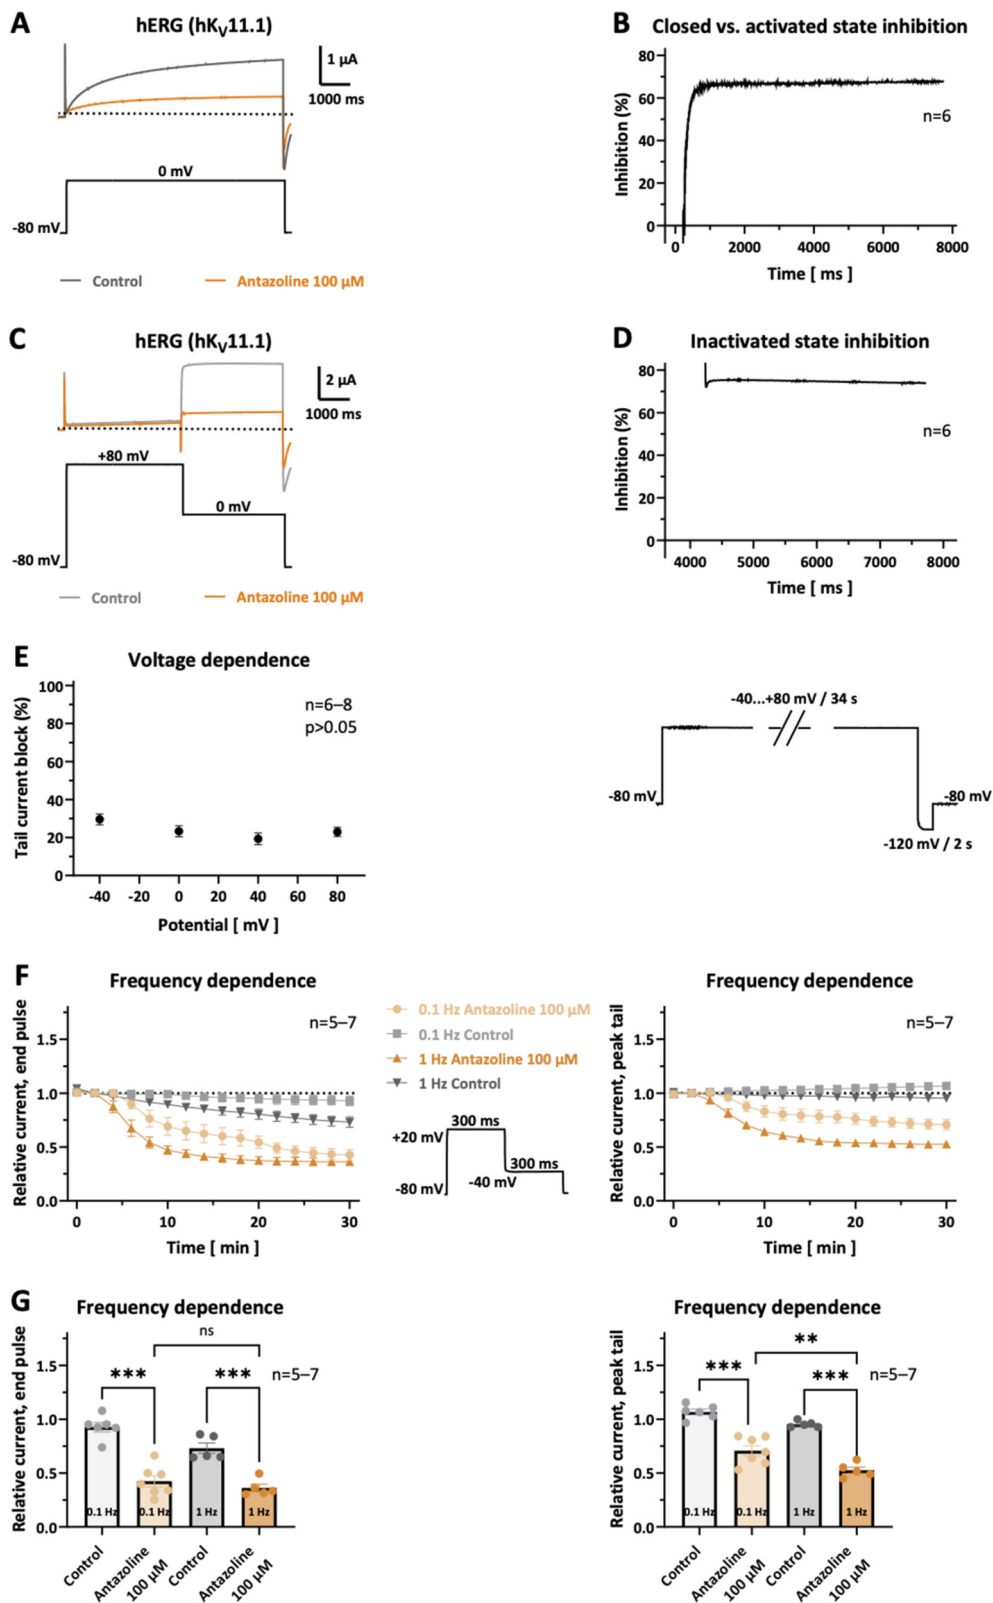 A
hERG (hKV11.1)
1 µA
1000 ms
0 mV
-80 mV
Control
Antazoline 100 µM
B
Closed vs. activated state inhibition
Inhibition (%)
80
60
40
20
0
n=6
0 2000 4000 6000 8000
Time [ ms ]
C
hERG (hKV11.1)
2 µA
1000 ms
+80 mV
0 mV
-80 mV
Control
Antazoline 100 µM
D
Inactivated state inhibition
Inhibition (%)
80
60
40
20
0
n=6
4000 5000 6000 7000 8000
Time [ ms ]
E
Voltage dependence
Tail current block (%)
100
80
60
40
20
0
n=6–8
p>0.05
-40 -20 0 20 40 60 80
Potential [ mV ]
-40...+80 mV / 34 s
-80 mV
-80 mV
-120 mV / 2 s
F
Frequency dependence
Relative current, end pulse
1.5
1.0
0.5
0.0
n=5–7
0 10 20 30
Time [ min ]
0.1 Hz Antazoline 100 µM
0.1 Hz Control
1 Hz Antazoline 100 µM
1 Hz Control
300 ms
+20 mV
300 ms
-40 mV
-80 mV
Frequency dependence
Relative current, peak tail
1.5
1.0
0.5
0.0
n=5–7
0 10 20 30
Time [ min ]
G
Frequency dependence
Relative current, end pulse
1.5
1.0
0.5
0.0
ns
*** ***
n=5–7
0.1 Hz 0.1 Hz 1 Hz 1 Hz
Control
Antazoline
100 µM
Control
Antazoline
100 µM
Frequency dependence
Relative current, peak tail
1.5
1.0
0.5
0.0
**
***
***
n=5–7
0.1 Hz 0.1 Hz 1 Hz 1 Hz
Control
Antazoline
100 µM
Control
Antazoline
100 µM